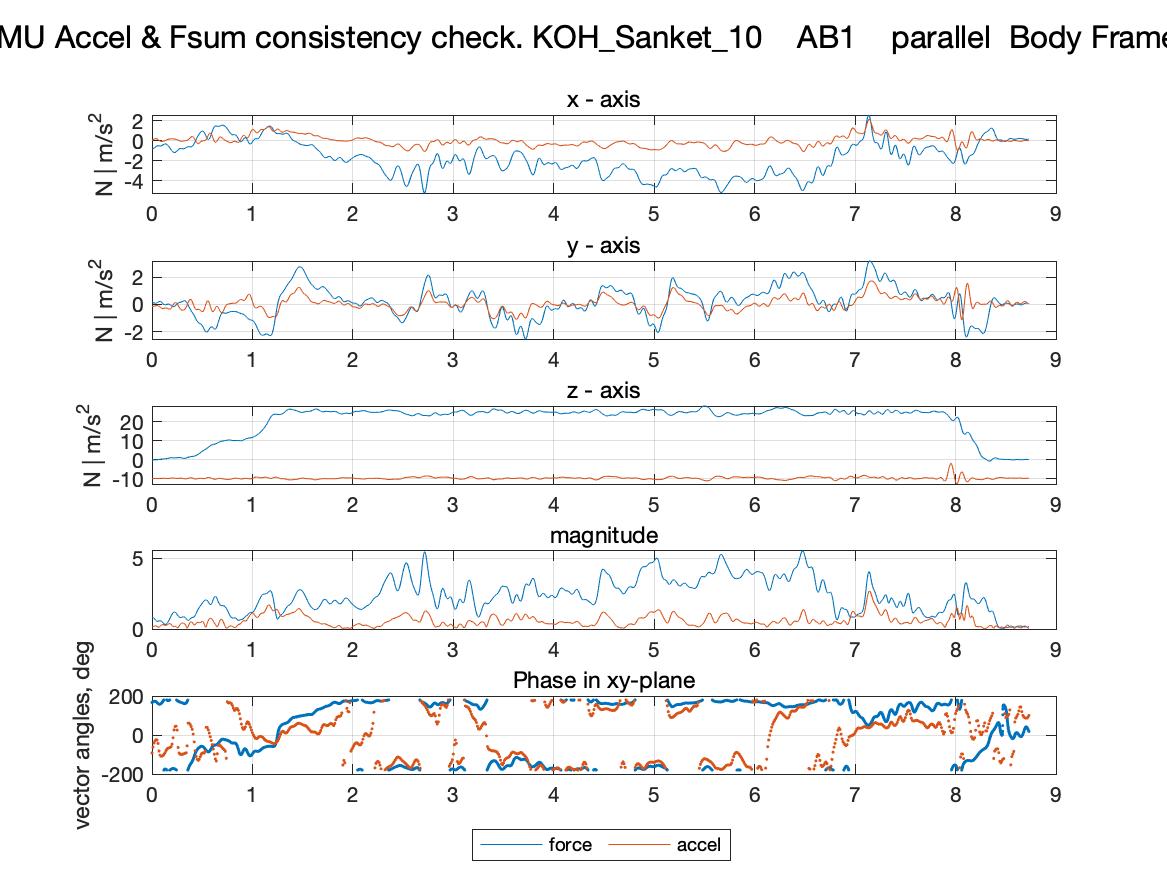 MU Accel & Fsum consistency check. KOH_Sanket_10 AB1 parallel Body Frame
x - axis
N | m/s2
2
0
-2
-4
0 1 2 3 4 5 6 7 8 9
y - axis
N | m/s2
2
0
-2
0 1 2 3 4 5 6 7 8 9
z - axis
N | m/s2
20
10
0
-10
0 1 2 3 4 5 6 7 8 9
magnitude
5
0
0 1 2 3 4 5 6 7 8 9
Phase in xy-plane
vector angles, deg
200
0
-200
0 1 2 3 4 5 6 7 8 9
force accel